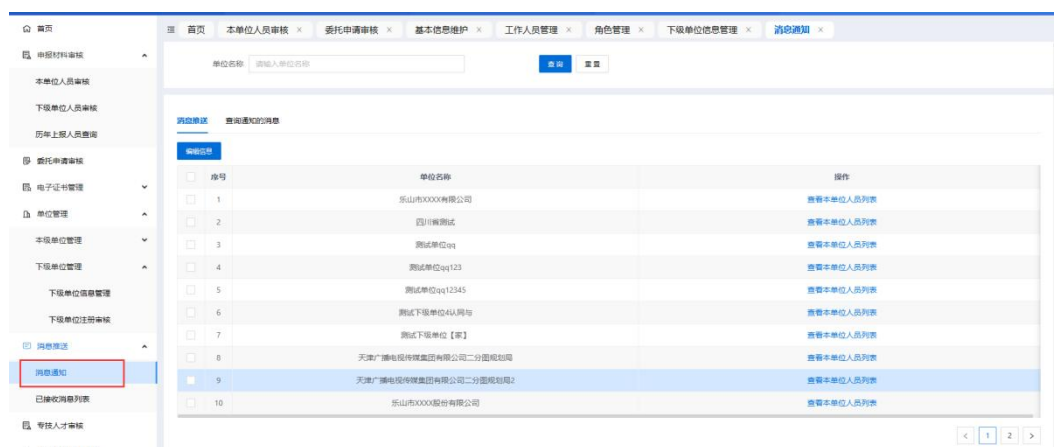 首页 首页 本单位人员审核 × 委托申请审核 × 基本信息维护 × 工作人员管理 × 角色管理 × 下级单位信息管理 × 消息通知 ×
申报材料审核
单位名称 请输入单位名称 查询 重置
本单位人员审核
下级单位人员审核
消息推送 查询通知的消息
历年上报人员查询
编辑信息
委托申请审核
序号 单位名称 操作
电子证书管理
1 乐山市XXXX有限公司 查看本单位人员列表
单位管理
2 四川省测试 查看本单位人员列表
本级单位管理
3 测试单位qq 查看本单位人员列表
下级单位管理
4 测试单位qq123 查看本单位人员列表
下级单位信息管理
5 测试单位qq12345 查看本单位人员列表
下级单位注册审核
6 测试下级单位4认同与 查看本单位人员列表
7 测试下级单位【家】 查看本单位人员列表
消息推送
8 天津广播电视传媒集团有限公司二分图规划局 查看本单位人员列表
消息通知
9 天津广播电视传媒集团有限公司二分图规划局2 查看本单位人员列表
已接收消息列表
10 乐山市XXXX股份有限公司 查看本单位人员列表
专技人才审核
< 1 2 >